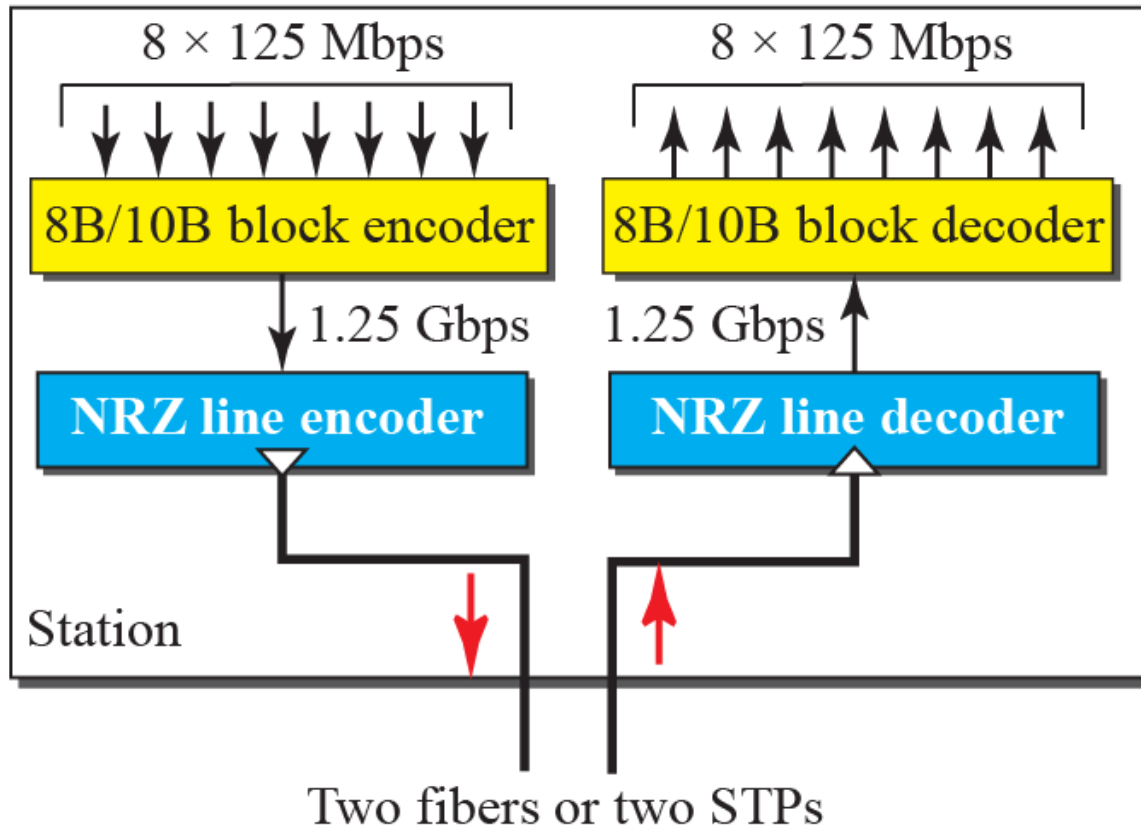 8 × 125 Mbps
8 × 125 Mbps
8B/10B block encoder
8B/10B block decoder
1.25 Gbps
1.25 Gbps
NRZ line encoder
NRZ line decoder
Station
Two fibers or two STPs